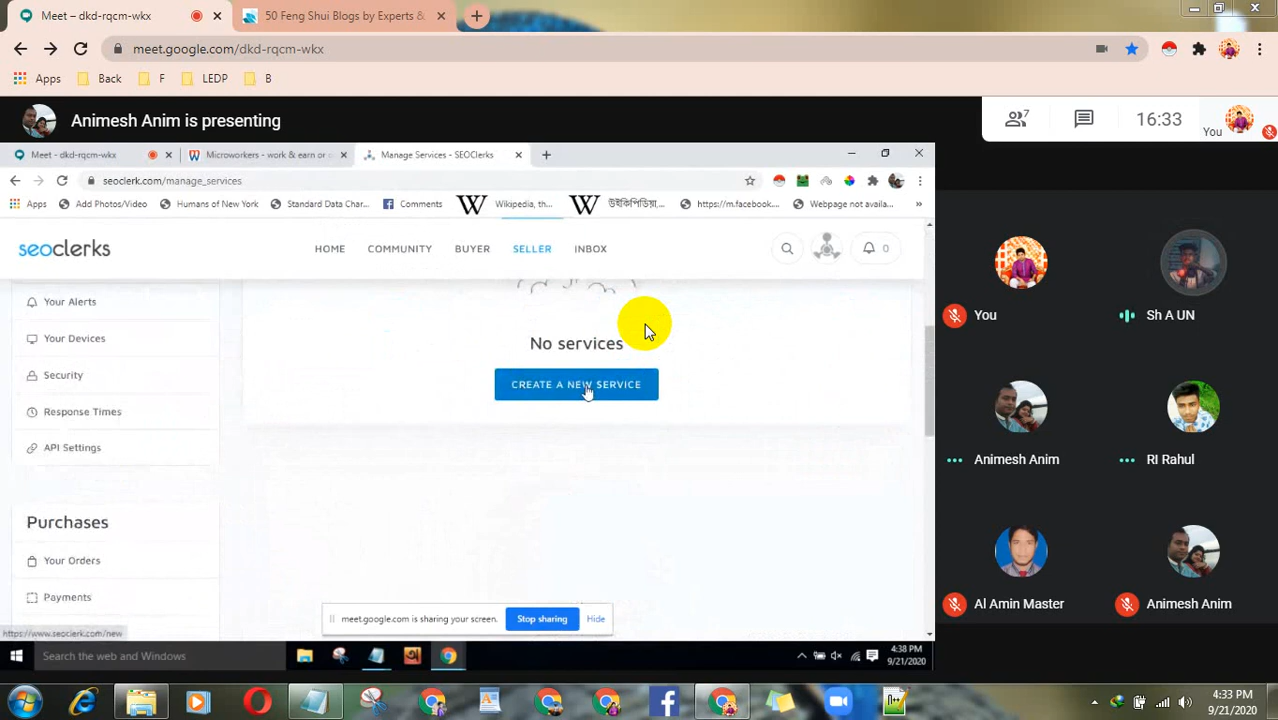 Meet – dkd-rqcm-wkx
50 Feng Shui Blogs by Experts &
meet.google.com/dkd-rqcm-wkx
Apps Back F LEDP B
Animesh Anim is presenting
7 16:33 You
Meet - dkd-rqcm-wkx
Microworkers - work & earn or
Manage Services - SEOClerks
seoclerk.com/manage_services
Apps Add Photos/Video Humans of New York Standard Data Char... Comments Wikipedia, th... উইকিপিডিয়া,... https://m.facebook.... Webpage not availa... »
seoclerks HOME COMMUNITY BUYER SELLER INBOX 0
Your Alerts
Your Devices
Security
Response Times
API Settings
Purchases
Your Orders
Payments
No services
CREATE A NEW SERVICE
meet.google.com is sharing your screen. Stop sharing Hide
https://www.seoclerk.com/new
Search the web and Windows
4:38 PM
9/21/2020
You
Sh A UN
Animesh Anim
RI Rahul
Al Amin Master
Animesh Anim
4:33 PM
9/21/2020